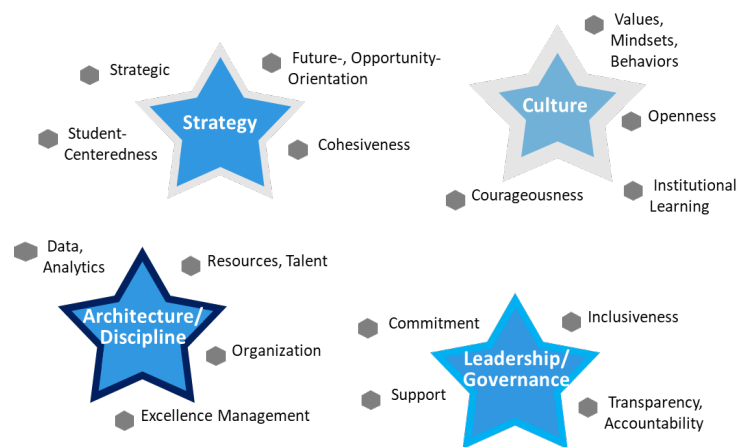 Strategic
Future-, Opportunity-
Orientation
Strategy
Student-
Centeredness
Cohesiveness
Values,
Mindsets,
Behaviors
Culture
Openness
Courageousness
Institutional
Learning
Data,
Analytics
Resources, Talent
Architecture/
Discipline
Organization
Excellence Management
Commitment
Inclusiveness
Leadership/
Governance
Support
Transparency,
Accountability